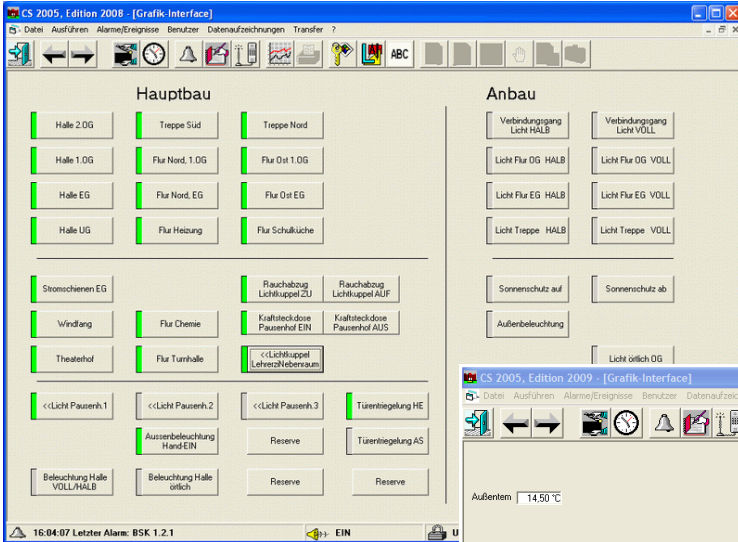 CS 2005, Edition 2008 - [Grafik-Interface]
Datei Ausführen Alarme/Ereignisse Benutzer Datenaufzeichnungen Transfer ?
ABC
Hauptbau
Anbau
Halle 2.OG
Treppe Süd
Treppe Nord
Verbindungsgang
Licht HALB
Verbindungsgang
Licht VOLL
Halle 1.OG
Flur Nord, 1.OG
Flur Ost 1.OG
Licht Flur OG HALB
Licht Flur OG VOLL
Halle EG
Flur Nord, EG
Flur Ost EG
Licht Flur EG HALB
Licht Flur EG VOLL
Halle UG
Flur Heizung
Flur Schulküche
Licht Treppe HALB
Licht Treppe VOLL
Stromschienen EG
Rauchabzug
Lichtkuppel ZU
Rauchabzug
Lichtkuppel AUF
Sonnenschutz auf
Sonnenschutz ab
Windfang
Flur Chemie
Kraftsteckdose
Pausenhof EIN
Kraftsteckdose
Pausenhof AUS
Außenbeleuchtung
Theaterhof
Flur Turnhalle
<<Lichtkuppel
LehrerziNebenraum
Licht örtlich OG
<<Licht Pausenh.1
<<Licht Pausenh.2
<<Licht Pausenh.3
Türentriegelung HE
Aussenbeleuchtung
Hand-EIN
Reserve
Türentriegelung AS
Beleuchtung Halle
VOLL/HALB
Beleuchtung Halle
örtlich
Reserve
Reserve
16:04:07 Letzter Alarm: BSK 1.2.1
EIN
U
CS 2005, Edition 2009 - [Grafik-Interface]
Datei Ausführen Alarme/Ereignisse Benutzer Datenaufzeic
Außentem 14,50 °C